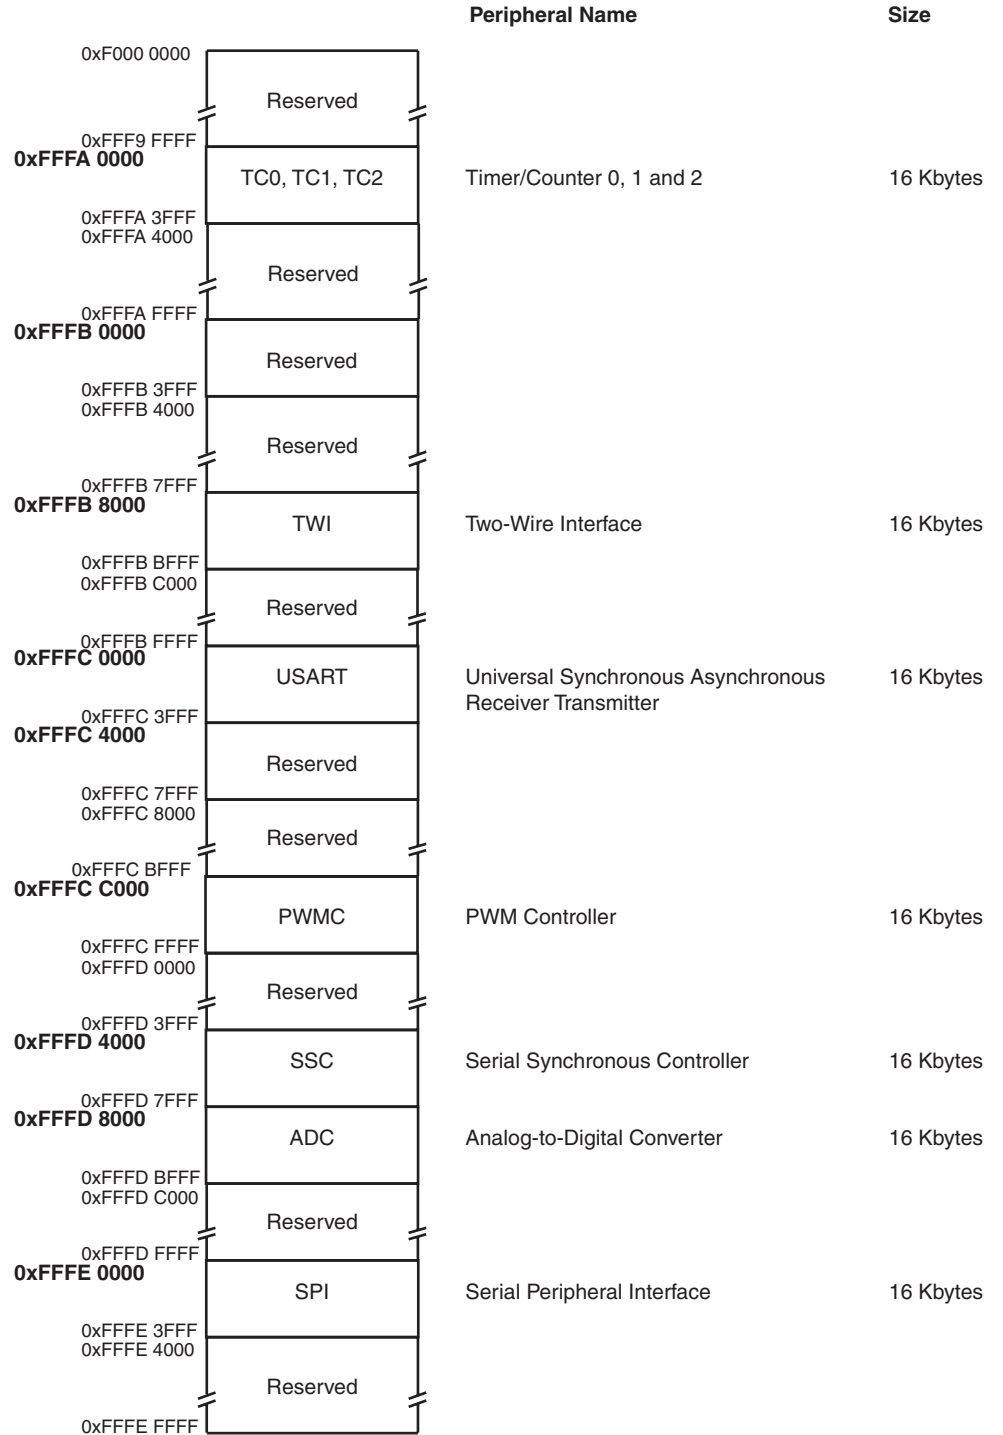 Peripheral Name Size
0xF000 0000
Reserved
0xFFF9 FFFF
0xFFFA 0000
TC0, TC1, TC2 Timer/Counter 0, 1 and 2 16 Kbytes
0xFFFA 3FFF
0xFFFA 4000
Reserved
0xFFFA FFFF
0xFFFB 0000
Reserved
0xFFFB 3FFF
0xFFFB 4000
Reserved
0xFFFB 7FFF
0xFFFB 8000
TWI Two-Wire Interface 16 Kbytes
0xFFFB BFFF
0xFFFB C000
Reserved
0xFFFB FFFF
0xFFFC 0000
USART Universal Synchronous Asynchronous 16 Kbytes
Receiver Transmitter
0xFFFC 3FFF
0xFFFC 4000
Reserved
0xFFFC 7FFF
0xFFFC 8000
Reserved
0xFFFC BFFF
0xFFFC C000
PWMC PWM Controller 16 Kbytes
0xFFFC FFFF
0xFFFD 0000
Reserved
0xFFFD 3FFF
0xFFFD 4000
SSC Serial Synchronous Controller 16 Kbytes
0xFFFD 7FFF
0xFFFD 8000
ADC Analog-to-Digital Converter 16 Kbytes
0xFFFD BFFF
0xFFFD C000
Reserved
0xFFFD FFFF
0xFFFE 0000
SPI Serial Peripheral Interface 16 Kbytes
0xFFFE 3FFF
0xFFFE 4000
Reserved
0xFFFE FFFF